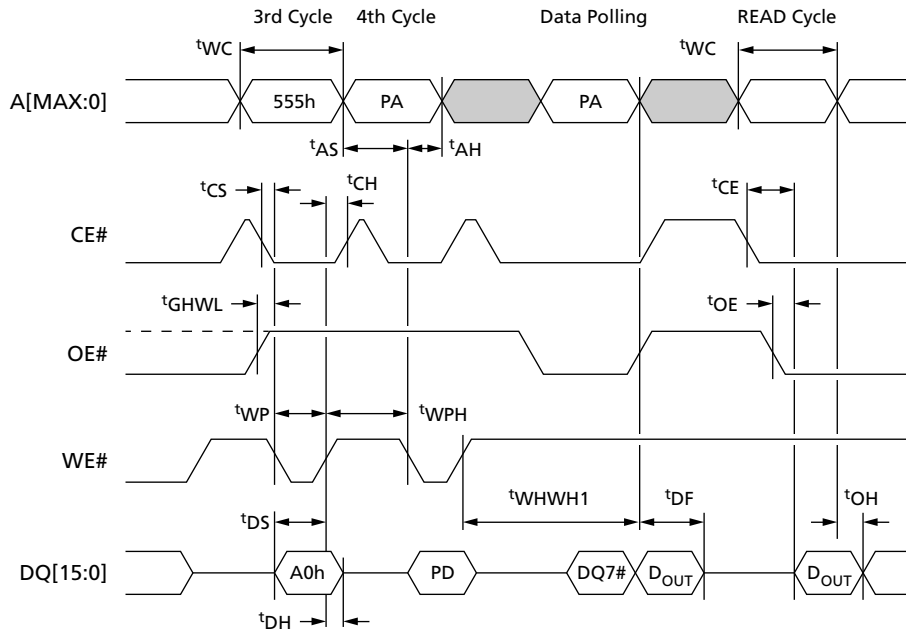 3rd Cycle 4th Cycle Data Polling READ Cycle
tWC tWC
A[MAX:0] 555h PA PA
tAS tAH
tCS tCH tCE
CE#
tGHWL tOE
OE#
tWP tWPH
WE#
tWHWH1 tDF tOH
tDS
DQ[15:0] A0h PD DQ7# DOUT DOUT
tDH